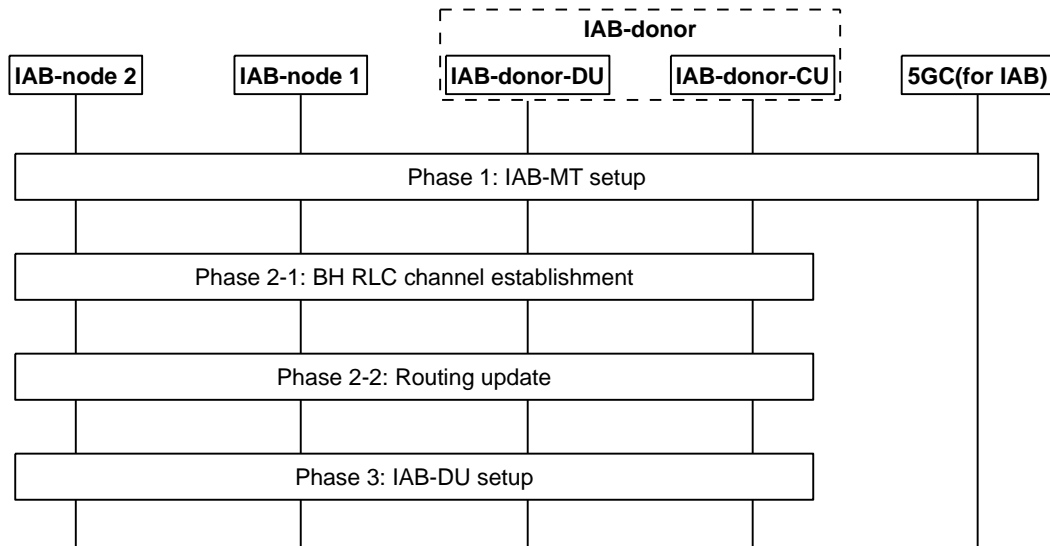 IAB-donor
IAB-node 2 IAB-node 1 IAB-donor-DU IAB-donor-CU 5GC(for IAB)
Phase 1: IAB-MT setup
Phase 2-1: BH RLC channel establishment
Phase 2-2: Routing update
Phase 3: IAB-DU setup